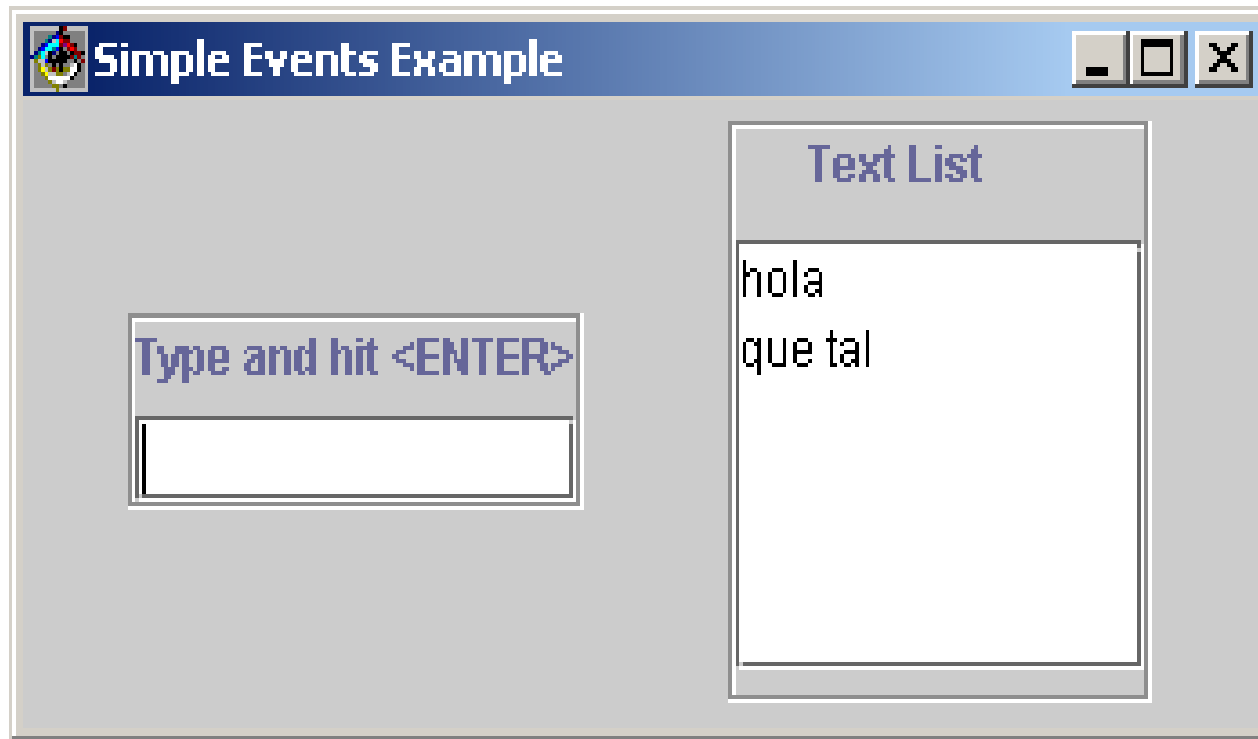 Simple Events Example
Text List
hola
que tal
Type and hit <ENTER>